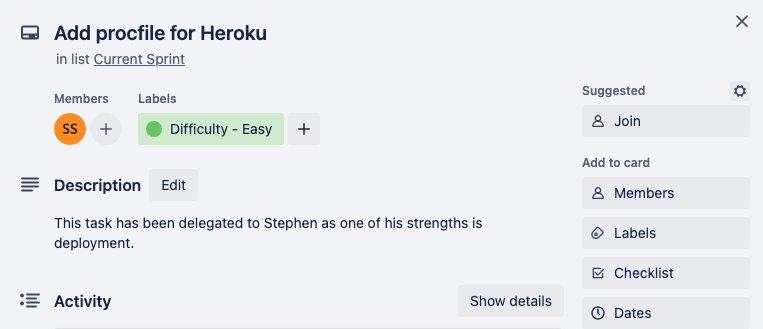 Add procfile for Heroku
in list Current Sprint
Members
Labels
SS
Difficulty - Easy
Description
Edit
This task has been delegated to Stephen as one of his strengths is
deployment.
Activity
Show details
Suggested
Join
Add to card
Members
Labels
Checklist
Dates